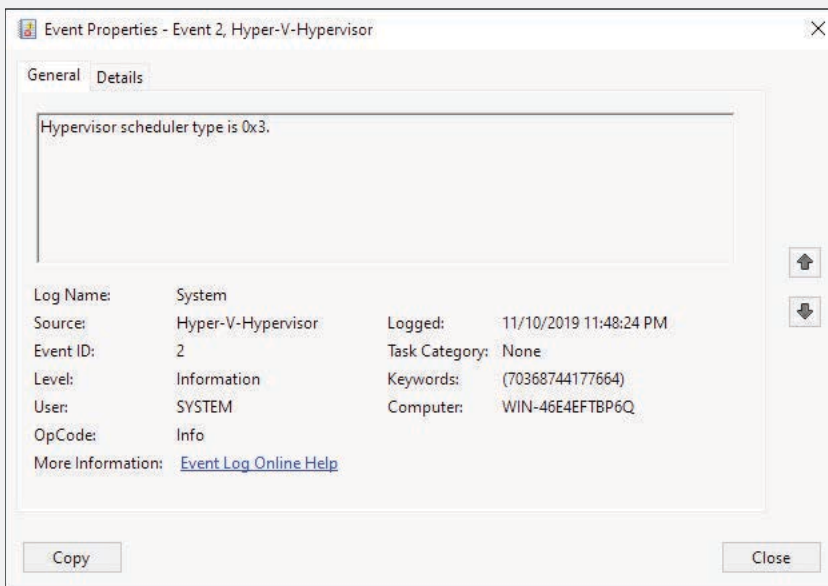 Event Properties - Event 2, Hyper-V-Hypervisor
General Details
Hypervisor scheduler type is 0x3.
Log Name: System
Source: Hyper-V-Hypervisor Logged: 11/10/2019 11:48:24 PM
Event ID: 2 Task Category: None
Level: Information Keywords: (70368744177664)
User: SYSTEM Computer: WIN-46E4EFTBP6Q
OpCode: Info
More Information: Event Log Online Help
Copy Close